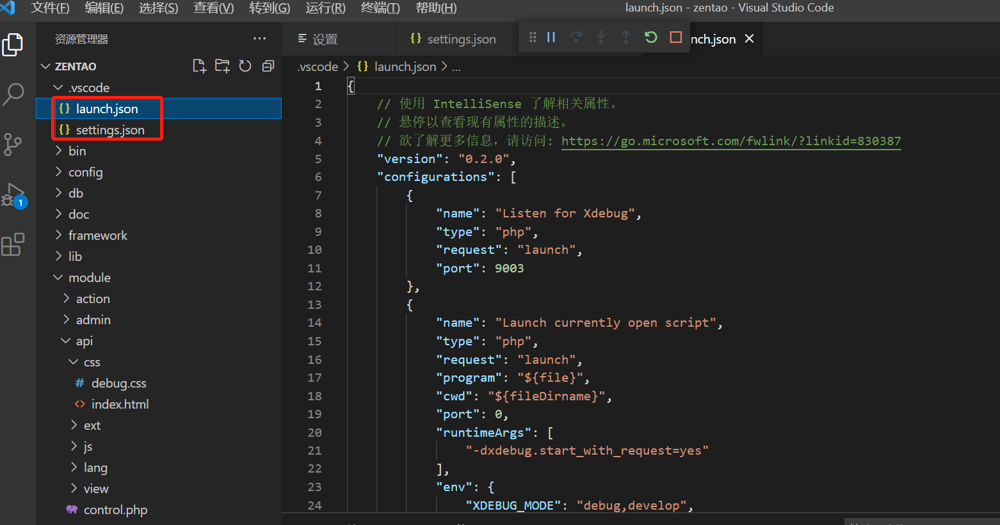 文件(F) 编辑(E) 选择(S) 查看(V) 转到(G) 运行(R) 终端(T) 帮助(H) launch.json - zentao - Visual Studio Code
资源管理器 ...
设置 settings.json nch.json
ZENTAO
.vscode > {} launch.json > ...
.vscode
{} launch.json
{} settings.json
bin
config
db
doc
framework
lib
module
action
admin
api
css
# debug.css
<> index.html
ext
js
lang
view
control.php
1
1 {
2 // 使用 IntelliSense 了解相关属性。
3 // 悬停以查看现有属性的描述。
4 // 欲了解更多信息，请访问: https://go.microsoft.com/fwlink/?linkid=830387
5 "version": "0.2.0",
6 "configurations": [
7 {
8 "name": "Listen for Xdebug",
9 "type": "php",
10 "request": "launch",
11 "port": 9003
12 },
13 {
14 "name": "Launch currently open script",
15 "type": "php",
16 "request": "launch",
17 "program": "${file}",
18 "cwd": "${fileDirname}",
19 "port": 0,
20 "runtimeArgs": [
21 "-dxdebug.start_with_request=yes"
22 ],
23 "env": {
24 "XDEBUG_MODE": "debug,develop",